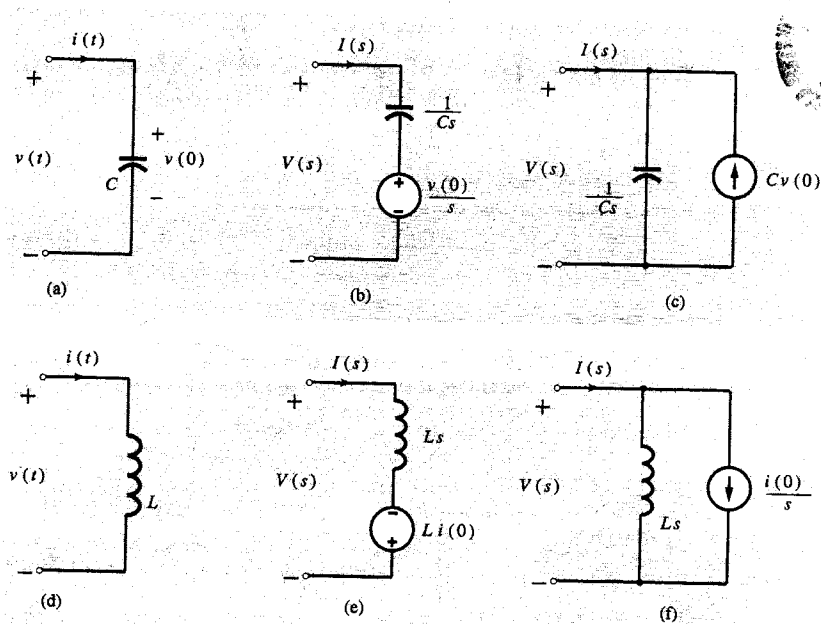 i(t)
+
v(t)
C
+
v(0)
−
−
(a)
I(s)
+
V(s)
1/Cs
+
−
v(0)/s
−
(b)
I(s)
+
V(s)
1/Cs
Cv(0)
−
(c)
i(t)
+
v(t)
L
−
(d)
I(s)
+
V(s)
Ls
−
+
Li(0)
−
(e)
I(s)
+
V(s)
Ls
i(0)/s
−
(f)